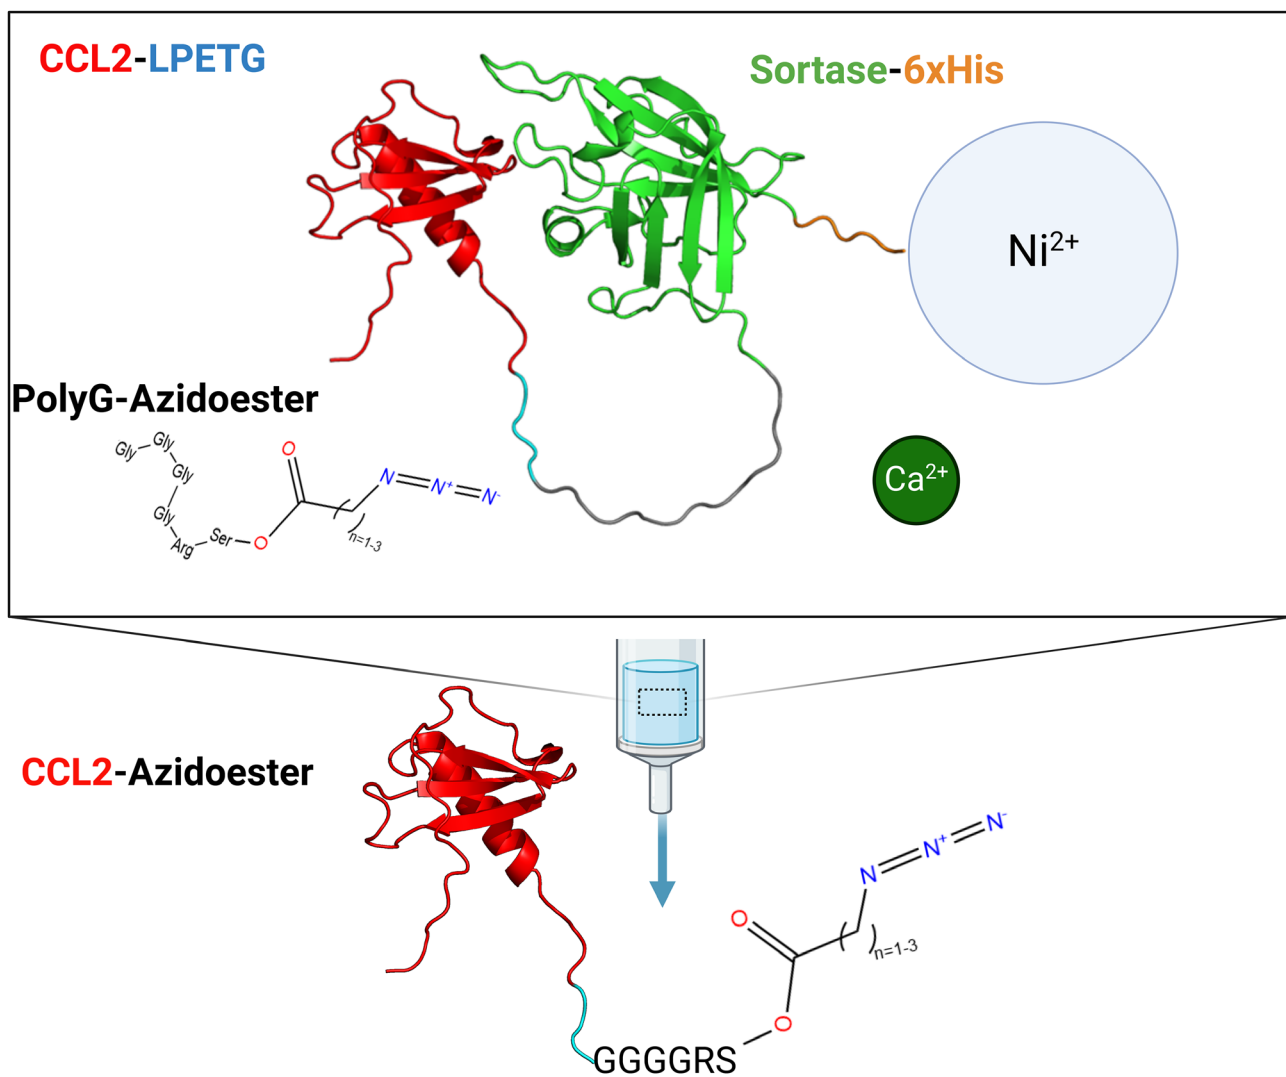 CCL2-LPETG
Sortase-6xHis
Ni²⁺
PolyG-Azidoester
Gly
Gly
Gly
Gly
Arg
Ser
O
O
N
N⁺
N⁻
n=1-3
Ca²⁺
CCL2-Azidoester
N
N⁺
N⁻
O
( )n=1-3
O
GGGGRS